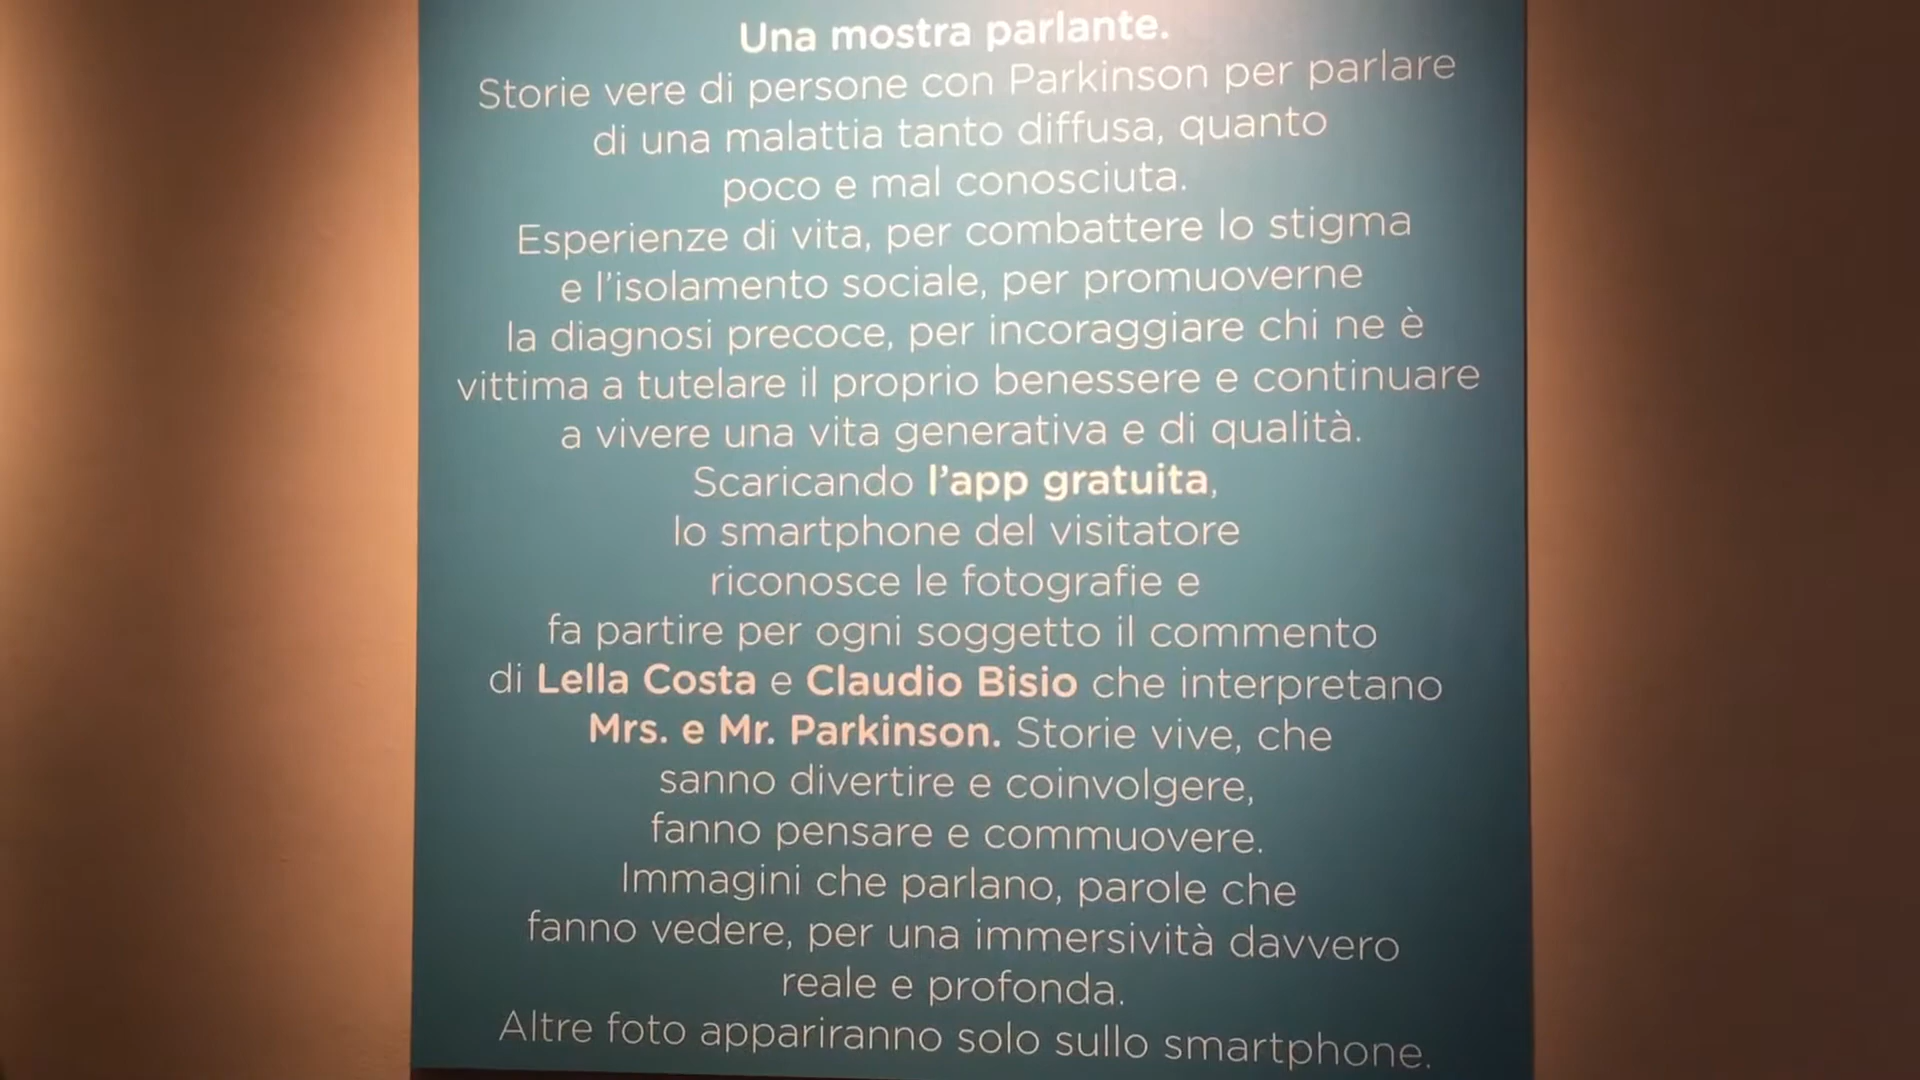 Una mostra parlante.
Storie vere di persone con Parkinson per parlare
di una malattia tanto diffusa, quanto
poco e mal conosciuta.
Esperienze di vita, per combattere lo stigma
e l'isolamento sociale, per promuoverne
la diagnosi precoce, per incoraggiare chi ne è
vittima a tutelare il proprio benessere e continuare
a vivere una vita generativa e di qualità.
Scaricando l'app gratuita,
lo smartphone del visitatore
riconosce le fotografie e
fa partire per ogni soggetto il commento
di Lella Costa e Claudio Bisio che interpretano
Mrs. e Mr. Parkinson. Storie vive, che
sanno divertire e coinvolgere,
fanno pensare e commuovere.
Immagini che parlano, parole che
fanno vedere, per una immersività davvero
reale e profonda.
Altre foto appariranno solo sullo smartphone.